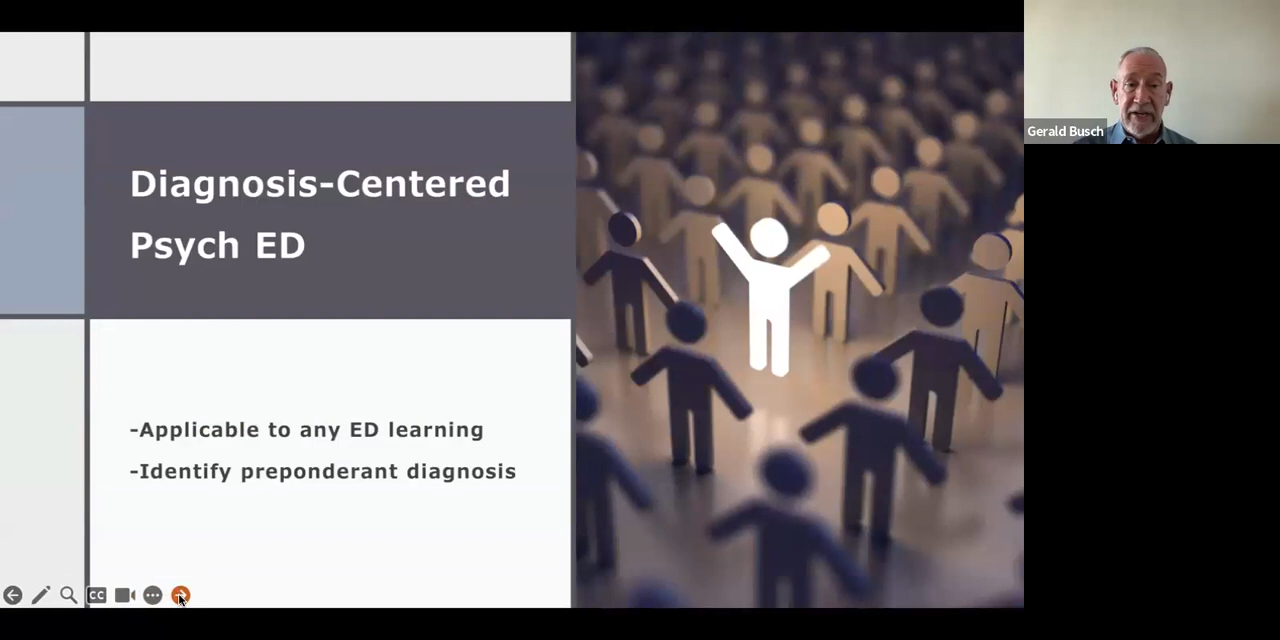 Diagnosis-Centered
Psych ED
-Applicable to any ED learning
-Identify preponderant diagnosis
CC
Gerald Busch